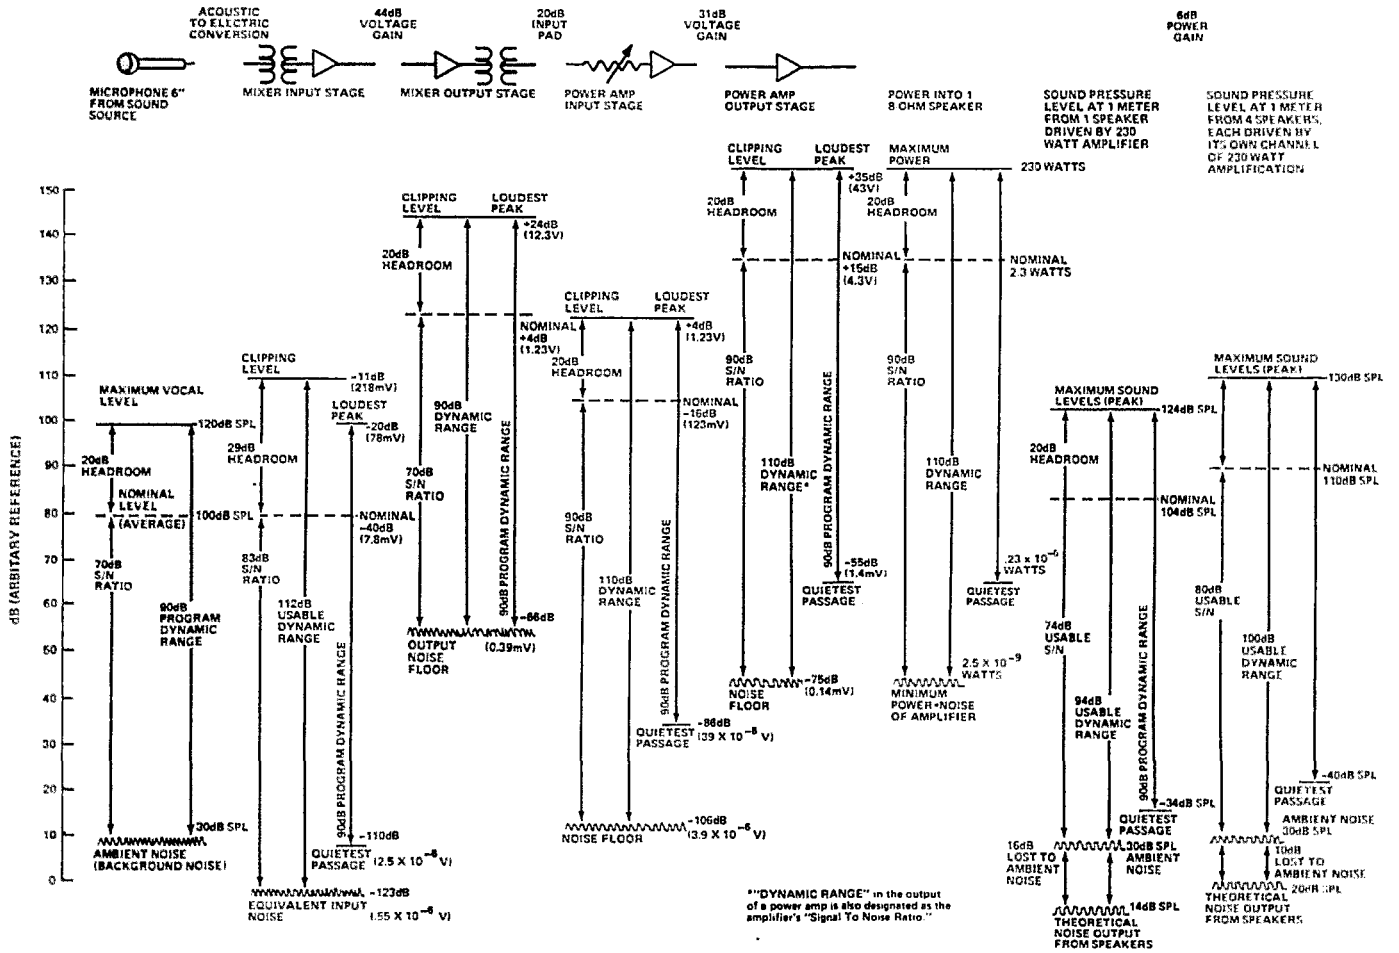 ACOUSTIC
TO ELECTRIC
CONVERSION
44dB
VOLTAGE
GAIN
20dB
INPUT
PAD
31dB
VOLTAGE
GAIN
6dB
POWER
GAIN
MICROPHONE 6"
FROM SOUND
SOURCE
MIXER INPUT STAGE
MIXER OUTPUT STAGE
POWER AMP
INPUT STAGE
POWER AMP
OUTPUT STAGE
POWER INTO 1
8-OHM SPEAKER
SOUND PRESSURE
LEVEL AT 1 METER
FROM 1 SPEAKER
DRIVEN BY 230
WATT AMPLIFIER
SOUND PRESSURE
LEVEL AT 1 METER
FROM 4 SPEAKERS,
EACH DRIVEN BY
ITS OWN CHANNEL
OF 230 WATT
AMPLIFICATION
dB (ARBITARY REFERENCE)
150
140
130
120
110
100
90
80
70
60
50
40
30
20
10
0
MAXIMUM VOCAL
LEVEL
120dB SPL
20dB
HEADROOM
NOMINAL
LEVEL
(AVERAGE)
100dB SPL
70dB
S/N
RATIO
90dB
PROGRAM
DYNAMIC
RANGE
30dB SPL
AMBIENT NOISE
(BACKGROUND NOISE)
CLIPPING
LEVEL
-11dB
(218mV)
LOUDEST
PEAK
-20dB
(78mV)
29dB
HEADROOM
NOMINAL
-40dB
(7.8mV)
83dB
S/N
RATIO
112dB
USABLE
DYNAMIC
RANGE
90dB PROGRAM DYNAMIC RANGE
-110dB
QUIETEST
PASSAGE
(2.5 X 10⁻⁶ V)
-123dB
EQUIVALENT INPUT
NOISE
(.55 X 10⁻⁶ V)
CLIPPING
LEVEL
LOUDEST
PEAK
+24dB
(12.3V)
20dB
HEADROOM
NOMINAL
+4dB
(1.23V)
90dB
DYNAMIC
RANGE
70dB
S/N
RATIO
90dB PROGRAM DYNAMIC RANGE
-66dB
(0.39mV)
OUTPUT
NOISE
FLOOR
CLIPPING
LEVEL
LOUDEST
PEAK
+4dB
(1.23V)
20dB
HEADROOM
NOMINAL
-16dB
(123mV)
90dB
S/N
RATIO
110dB
DYNAMIC
RANGE
90dB PROGRAM DYNAMIC RANGE
-86dB
QUIETEST
PASSAGE
(39 X 10⁻⁶ V)
-106dB
(3.9 X 10⁻⁶ V)
NOISE FLOOR
CLIPPING
LEVEL
LOUDEST
PEAK
+35dB
(43V)
20dB
HEADROOM
NOMINAL
+15dB
(4.3V)
90dB
S/N
RATIO
110dB
DYNAMIC
RANGE*
90dB PROGRAM DYNAMIC RANGE
-55dB
(1.4mV)
QUIETEST
PASSAGE
-75dB
(0.14mV)
NOISE
FLOOR
MAXIMUM
POWER
230 WATTS
20dB
HEADROOM
NOMINAL
2.3 WATTS
90dB
S/N
RATIO
110dB
DYNAMIC
RANGE
WATTS
QUIETEST
PASSAGE
2.5 X 10⁻⁹
WATTS
MINIMUM
POWER=NOISE
OF AMPLIFIER
MAXIMUM SOUND
LEVELS (PEAK)
124dB SPL
20dB
HEADROOM
NOMINAL
104dB SPL
74dB
USABLE
S/N
94dB
USABLE
DYNAMIC
RANGE
90dB PROGRAM DYNAMIC RANGE
-34dB SPL
QUIETEST
PASSAGE
30dB SPL
AMBIENT
NOISE
16dB
LOST TO
AMBIENT
NOISE
14dB SPL
THEORETICAL
NOISE OUTPUT
FROM SPEAKERS
MAXIMUM SOUND
LEVELS (PEAK)
130dB SPL
NOMINAL
110dB SPL
80dB
USABLE
S/N
100dB
USABLE
DYNAMIC
RANGE
-40dB SPL
QUIETEST
PASSAGE
AMBIENT NOISE
30dB SPL
10dB
LOST TO
AMBIENT NOISE
20dB SPL
THEORETICAL
NOISE OUTPUT
FROM SPEAKERS
*"DYNAMIC RANGE" in the output
of a power amp is also designated as the
amplifier's "Signal To Noise Ratio."